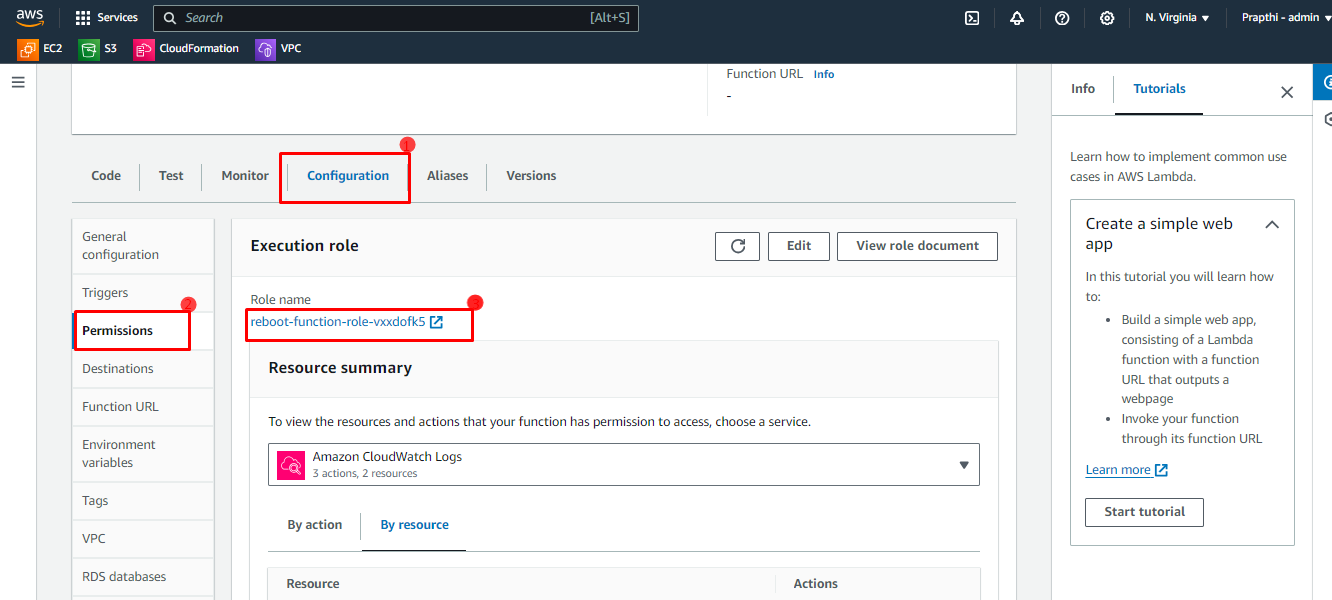 aws
Services
Search
[Alt+S]
N. Virginia
Prapthi - admin
EC2
S3
CloudFormation
VPC
Function URL Info
-
Code
Test
Monitor
Configuration
Aliases
Versions
1
General
configuration
Triggers
Permissions
2
Destinations
Function URL
Environment
variables
Tags
VPC
RDS databases
Execution role
Edit
View role document
Role name
reboot-function-role-vxxdofk5
3
Resource summary
To view the resources and actions that your function has permission to access, choose a service.
Amazon CloudWatch Logs
3 actions, 2 resources
By action
By resource
Resource
Actions
Info
Tutorials
Learn how to implement common use
cases in AWS Lambda.
Create a simple web
app
In this tutorial you will learn how
to:
• Build a simple web app,
consisting of a Lambda
function with a function
URL that outputs a
webpage
• Invoke your function
through its function URL
Learn more
Start tutorial